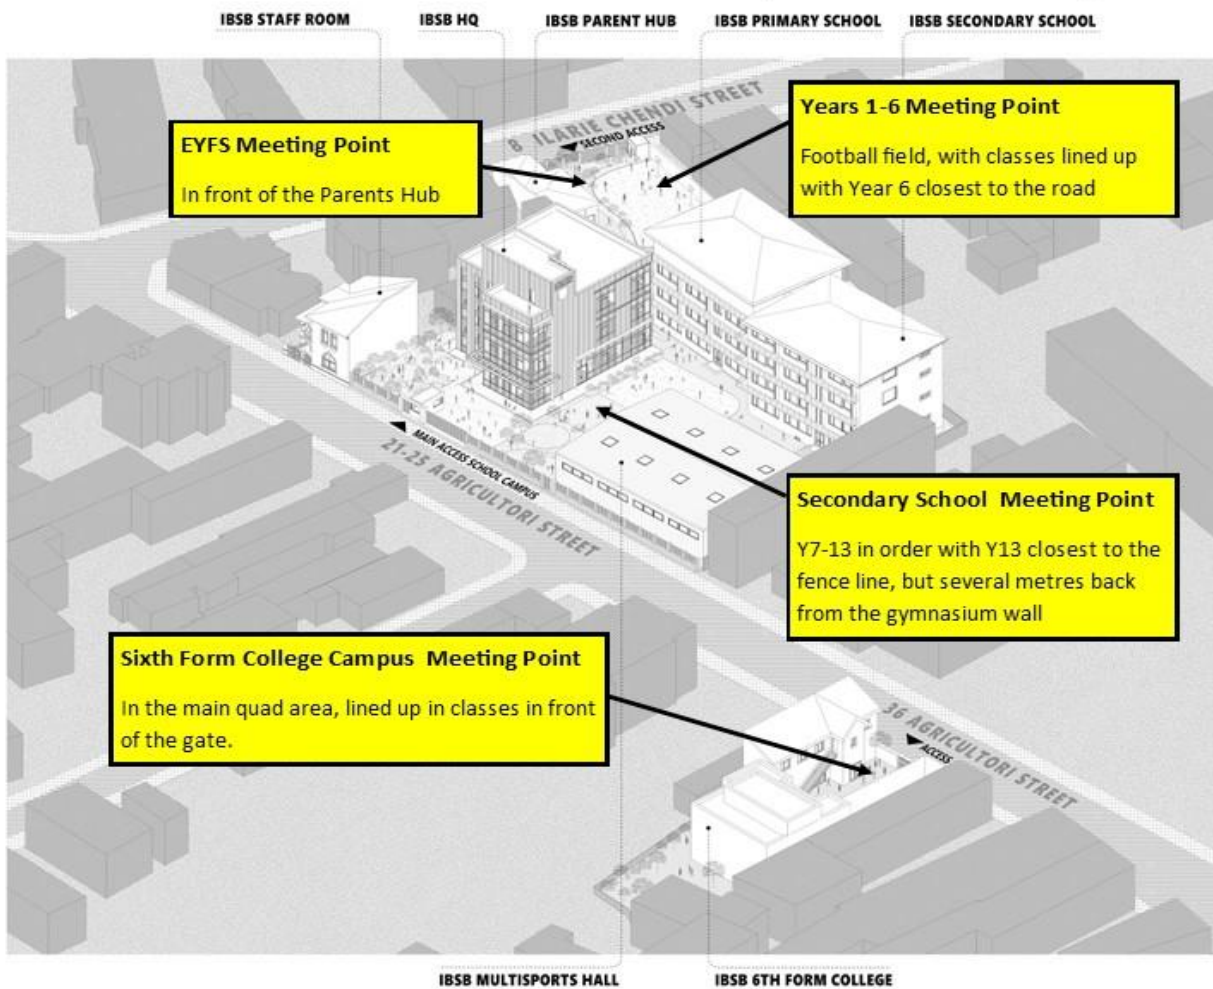 IBSB STAFF ROOM
IBSB HQ
IBSB PARENT HUB
IBSB PRIMARY SCHOOL
IBSB SECONDARY SCHOOL
8 ILARIE CHENDI STREET
SECOND ACCESS
EYFS Meeting Point
In front of the Parents Hub
Years 1-6 Meeting Point
Football field, with classes lined up
with Year 6 closest to the road
MAIN ACCESS SCHOOL CAMPUS
21-25 AGRICULTORI STREET
Secondary School Meeting Point
Y7-13 in order with Y13 closest to the
fence line, but several metres back
from the gymnasium wall
Sixth Form College Campus Meeting Point
In the main quad area, lined up in classes in front
of the gate.
36 AGRICULTORI STREET
ACCESS
IBSB MULTISPORTS HALL
IBSB 6TH FORM COLLEGE